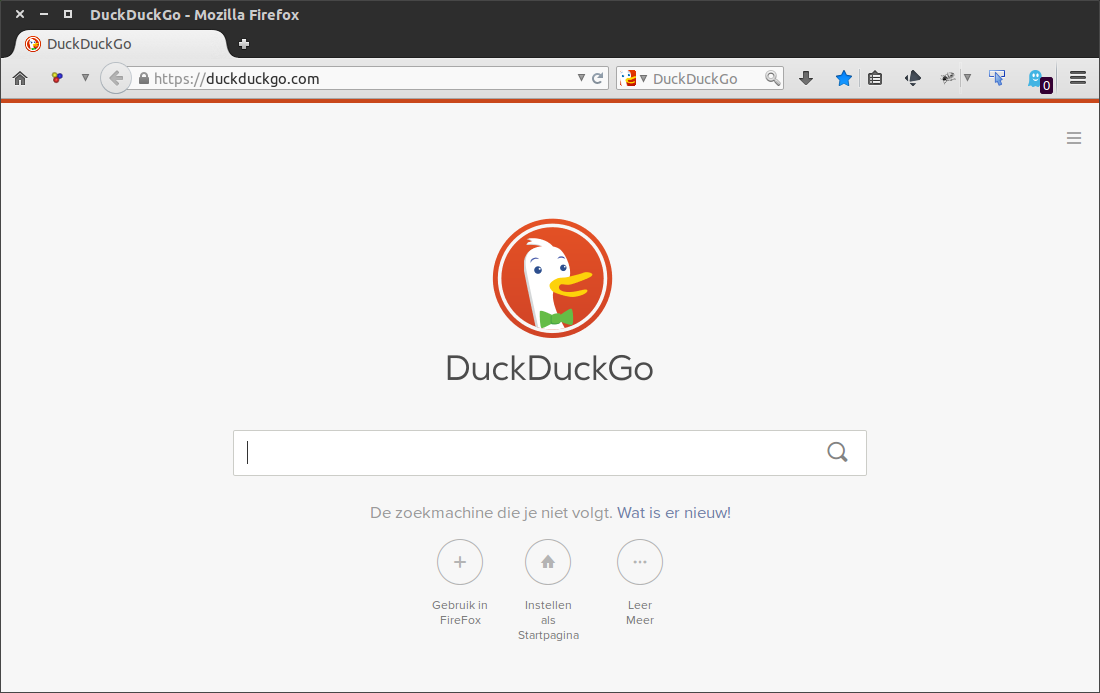 DuckDuckGo - Mozilla Firefox
DuckDuckGo
https://duckduckgo.com
DuckDuckGo
0
DuckDuckGo
De zoekmachine die je niet volgt. Wat is er nieuw!
Gebruik in
FireFox
Instellen
als
Startpagina
Leer
Meer